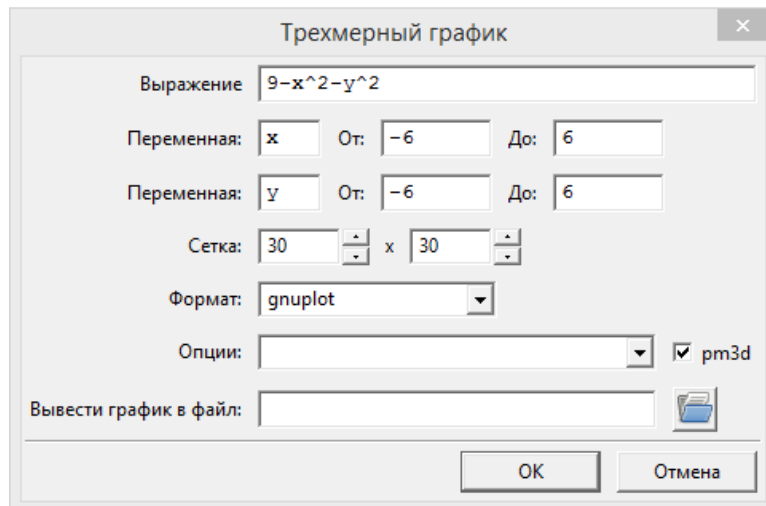 Трехмерный график
Выражение 9-x^2-y^2
Переменная: x От: -6 До: 6
Переменная: y От: -6 До: 6
Сетка: 30 x 30
Формат: gnuplot
Опции: pm3d
Вывести график в файл:
OK Отмена